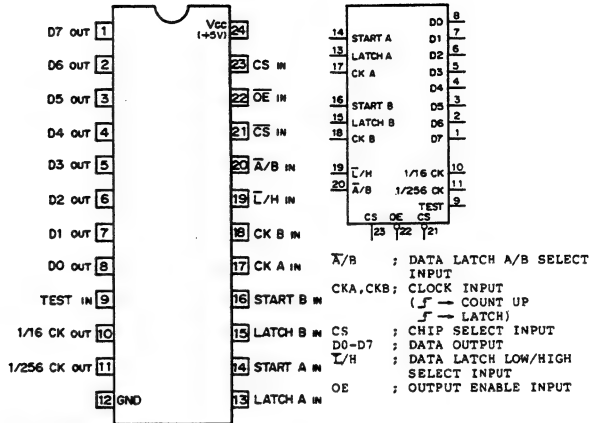 D7 OUT 1
D6 OUT 2
D5 OUT 3
D4 OUT 4
D3 OUT 5
D2 OUT 6
D1 OUT 7
D0 OUT 8
TEST IN 9
1/16 CK OUT 10
1/256 CK OUT 11
12 GND
Vcc 24
(+5V)
23 CS IN
22 O̅E̅ IN
21 C̅S̅ IN
20 A̅/B IN
19 L̅/H IN
18 CK B IN
17 CK A IN
16 START B IN
15 LATCH B IN
14 START A IN
13 LATCH A IN
14 START A
13 LATCH A
17 CK A
16 START B
15 LATCH B
18 CK B
19 L̅/H
20 A̅/B
D0 8
D1 7
D2 6
D3 5
D4 4
D5 3
D6 2
D7 1
1/16 CK 10
1/256 CK 11
TEST 9
CS OE CS
23 22 21
A̅/B ; DATA LATCH A/B SELECT
INPUT
CKA,CKB; CLOCK INPUT
( → COUNT UP
→ LATCH)
CS ; CHIP SELECT INPUT
D0-D7 ; DATA OUTPUT
L̅/H ; DATA LATCH LOW/HIGH
SELECT INPUT
OE ; OUTPUT ENABLE INPUT